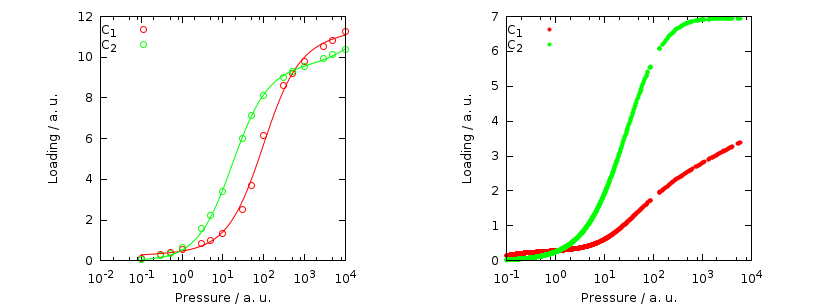 12
10
8
6
4
2
0
Loading / a. u.
C₁
C₂
10⁻² 10⁻¹ 10⁰ 10¹ 10² 10³ 10⁴
Pressure / a. u.
7
6
5
4
3
2
1
0
Loading / a. u.
C₁
C₂
10⁻¹ 10⁰ 10¹ 10² 10³ 10⁴
Pressure / a. u.